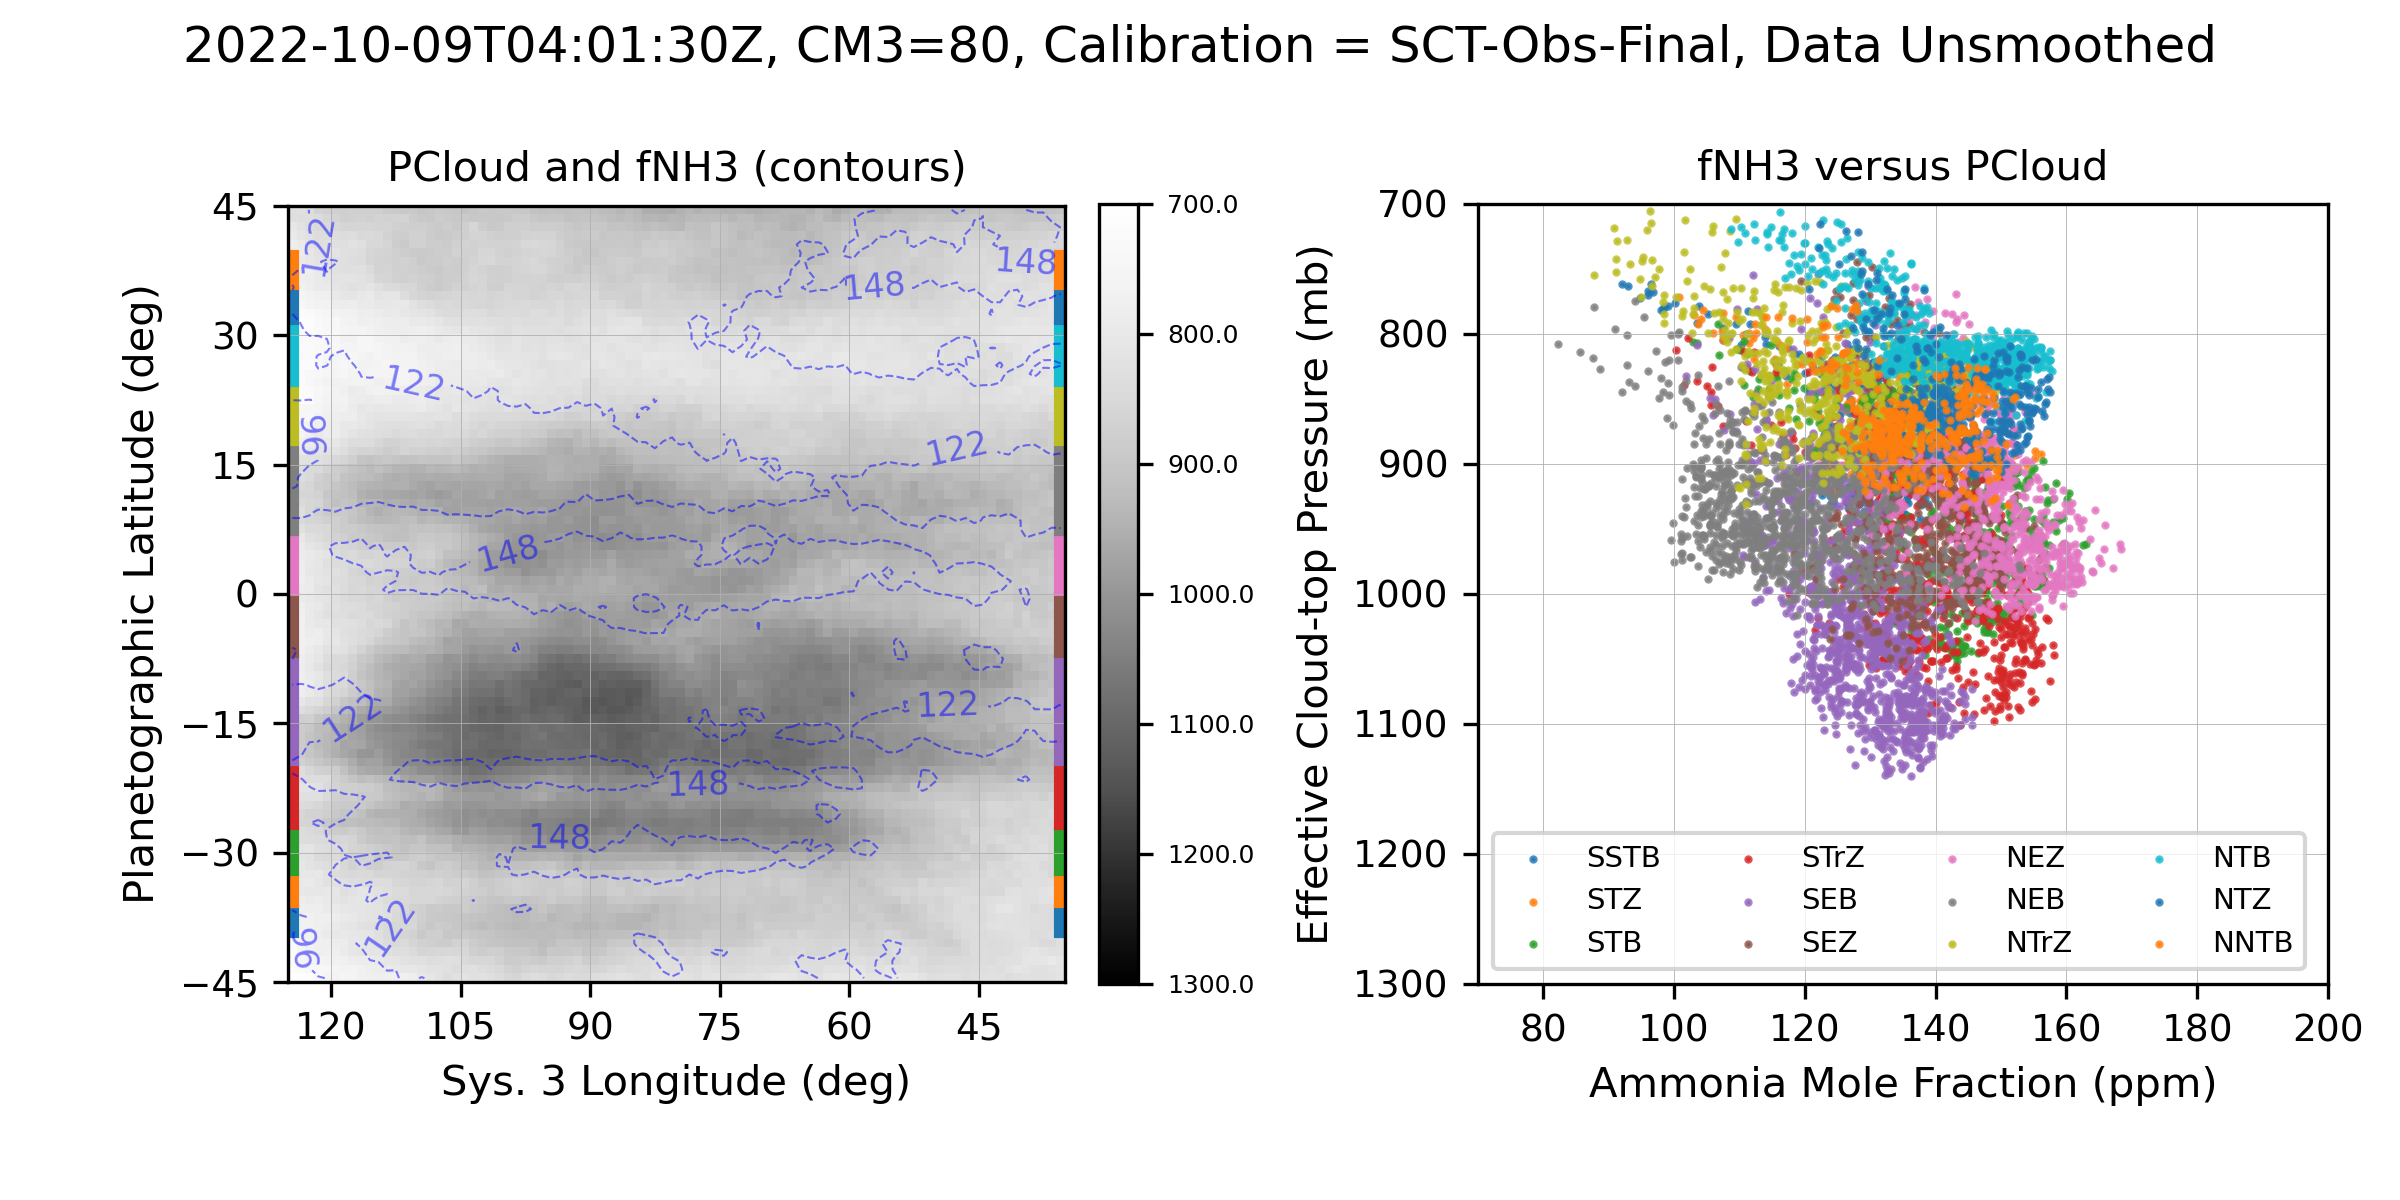 2022-10-09T04:01:30Z, CM3=80, Calibration = SCT-Obs-Final, Data Unsmoothed
PCloud and fNH3 (contours)
Planetographic Latitude (deg)
45
30
15
0
−15
−30
−45
120
105
90
75
60
45
Sys. 3 Longitude (deg)
122
148
148
122
96
122
148
122
122
148
148
122
96
700.0
800.0
900.0
1000.0
1100.0
1200.0
1300.0
fNH3 versus PCloud
Effective Cloud-top Pressure (mb)
700
800
900
1000
1100
1200
1300
80
100
120
140
160
180
200
Ammonia Mole Fraction (ppm)
SSTB
STZ
STB
STrZ
SEB
SEZ
NEZ
NEB
NTrZ
NTB
NTZ
NNTB